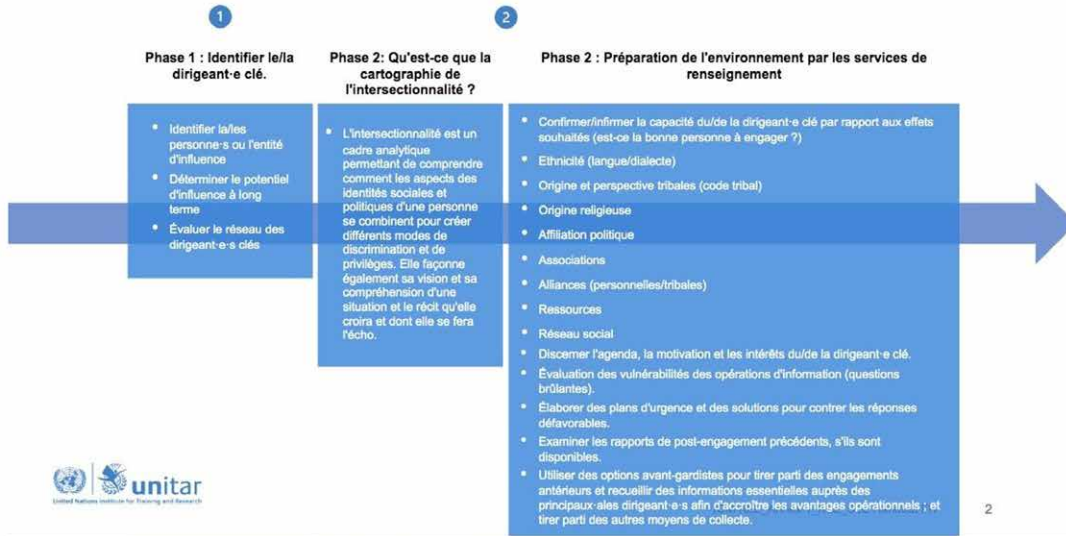 1
2
Phase 1 : Identifier le/la
dirigeant·e clé.
Phase 2: Qu'est-ce que la
cartographie de
l'intersectionnalité ?
Phase 2 : Préparation de l'environnement par les services de
renseignement
• Identifier la/les
personne·s ou l'entité
d'influence
• Déterminer le potentiel
d'influence à long
terme
• Évaluer le réseau des
dirigeant·e·s clés
• L'intersectionnalité est un
cadre analytique
permettant de comprendre
comment les aspects des
identités sociales et
politiques d'une personne
se combinent pour créer
différents modes de
discrimination et de
privilèges. Elle façonne
également sa vision et sa
compréhension d'une
situation et le récit qu'elle
croira et dont elle se fera
l'écho.
• Confirmer/infirmer la capacité du/de la dirigeant·e clé par rapport aux effets
souhaités (est-ce la bonne personne à engager ?)
• Ethnicité (langue/dialecte)
• Origine et perspective tribales (code tribal)
• Origine religieuse
• Affiliation politique
• Associations
• Alliances (personnelles/tribales)
• Ressources
• Réseau social
• Discerner l'agenda, la motivation et les intérêts du/de la dirigeant·e clé.
• Évaluation des vulnérabilités des opérations d'information (questions
brûlantes).
• Élaborer des plans d'urgence et des solutions pour contrer les réponses
défavorables.
• Examiner les rapports de post-engagement précédents, s'ils sont
disponibles.
• Utiliser des options avant-gardistes pour tirer parti des engagements
antérieurs et recueillir des informations essentielles auprès des
principaux·ales dirigeant·e·s afin d'accroître les avantages opérationnels ; et
tirer parti des autres moyens de collecte.
unitar
United Nations Institute for Training and Research
2